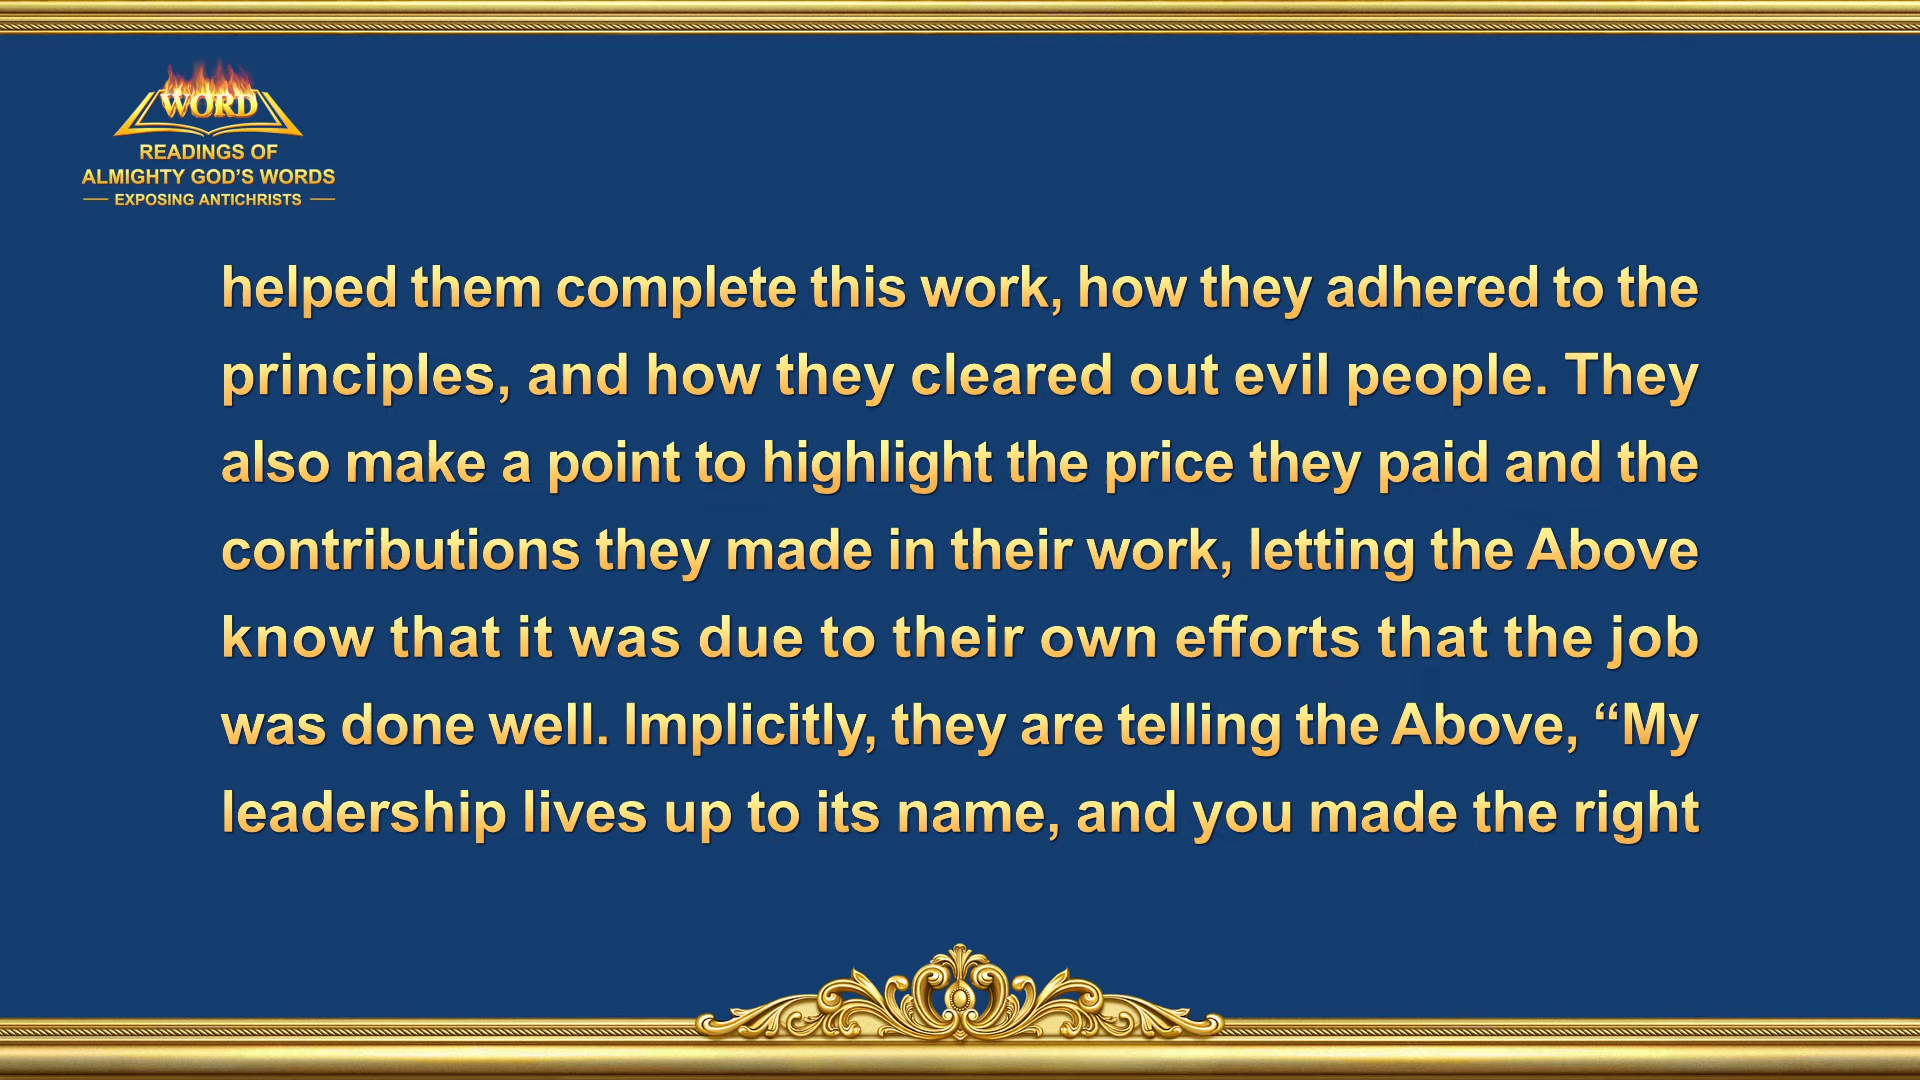 WORD
READINGS OF
ALMIGHTY GOD’S WORDS
EXPOSING ANTICHRISTS
helped them complete this work, how they adhered to the
principles, and how they cleared out evil people. They
also make a point to highlight the price they paid and the
contributions they made in their work, letting the Above
know that it was due to their own efforts that the job
was done well. Implicitly, they are telling the Above, “My
leadership lives up to its name, and you made the right